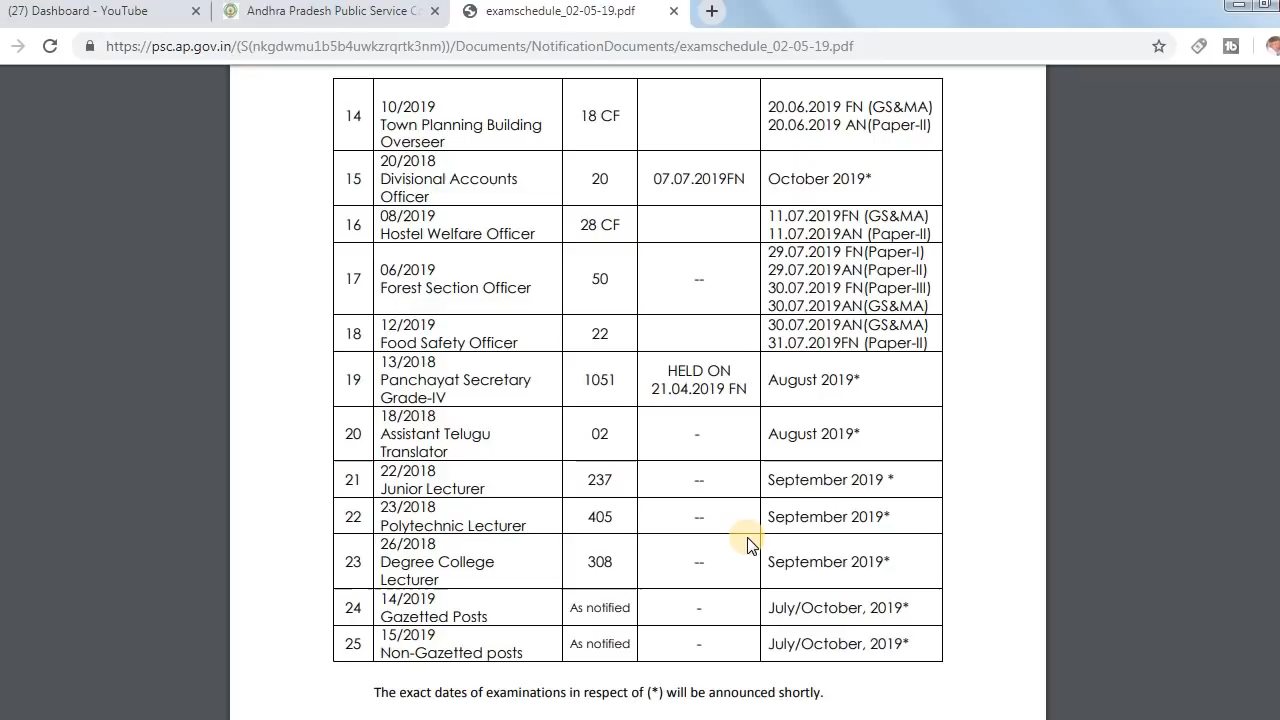 (27) Dashboard - YouTube
Andhra Pradesh Public Service C
examschedule_02-05-19.pdf
https://psc.ap.gov.in/(S(nkgdwmu1b5b4uwkzrqrtk3nm))/Documents/NotificationDocuments/examschedule_02-05-19.pdf
14
10/2019
Town Planning Building
Overseer
18 CF
20.06.2019 FN (GS&MA)
20.06.2019 AN(Paper-II)
15
20/2018
Divisional Accounts
Officer
20
07.07.2019FN
October 2019*
16
08/2019
Hostel Welfare Officer
28 CF
11.07.2019FN (GS&MA)
11.07.2019AN (Paper-II)
17
06/2019
Forest Section Officer
50
--
29.07.2019 FN(Paper-I)
29.07.2019AN(Paper-II)
30.07.2019 FN(Paper-III)
30.07.2019AN(GS&MA)
18
12/2019
Food Safety Officer
22
30.07.2019AN(GS&MA)
31.07.2019FN (Paper-II)
19
13/2018
Panchayat Secretary
Grade-IV
1051
HELD ON
21.04.2019 FN
August 2019*
20
18/2018
Assistant Telugu
Translator
02
-
August 2019*
21
22/2018
Junior Lecturer
237
--
September 2019 *
22
23/2018
Polytechnic Lecturer
405
--
September 2019*
23
26/2018
Degree College
Lecturer
308
--
September 2019*
24
14/2019
Gazetted Posts
As notified
-
July/October, 2019*
25
15/2019
Non-Gazetted posts
As notified
-
July/October, 2019*
The exact dates of examinations in respect of (*) will be announced shortly.